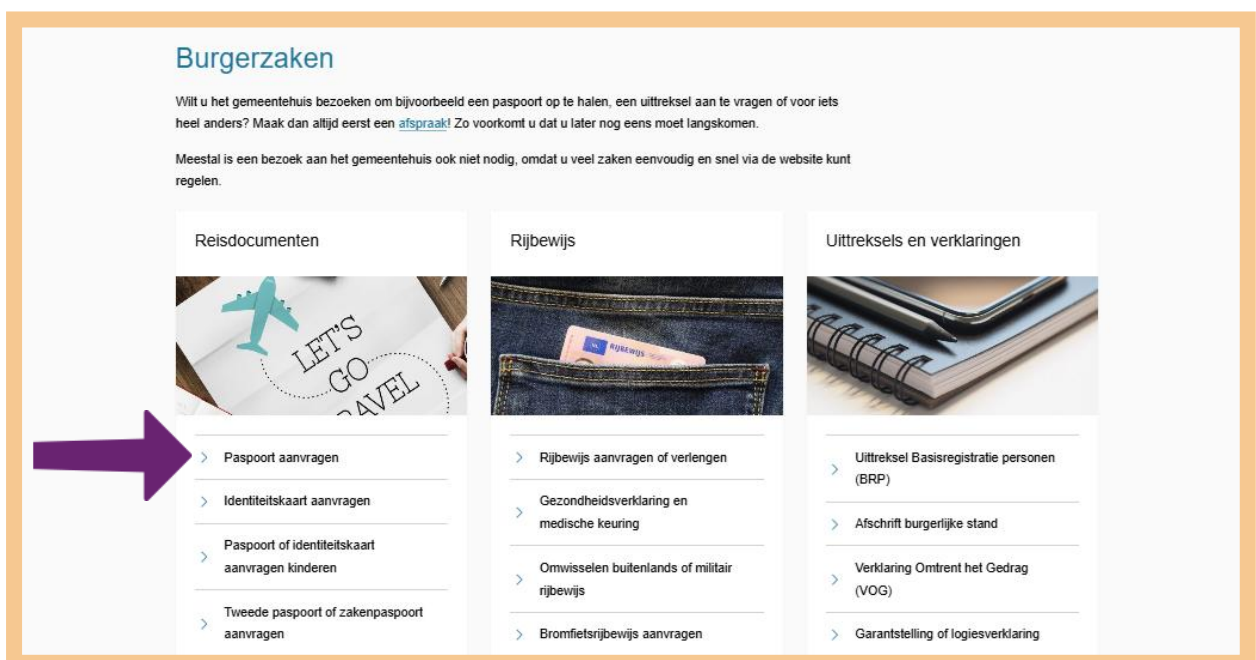 Burgerzaken
Wilt u het gemeentehuis bezoeken om bijvoorbeeld een paspoort op te halen, een uittreksel aan te vragen of voor iets
heel anders? Maak dan altijd eerst een afspraak! Zo voorkomt u dat u later nog eens moet langskomen.
Meestal is een bezoek aan het gemeentehuis ook niet nodig, omdat u veel zaken eenvoudig en snel via de website kunt
regelen.
Reisdocumenten
LET'S
GO
RAVEL
Paspoort aanvragen
Identiteitskaart aanvragen
Paspoort of identiteitskaart
aanvragen kinderen
Tweede paspoort of zakenpaspoort
aanvragen
Rijbewijs
NL RIJBEWIJS
Rijbewijs aanvragen of verlengen
Gezondheidsverklaring en
medische keuring
Omwisselen buitenlands of militair
rijbewijs
Bromfietsrijbewijs aanvragen
Uittreksels en verklaringen
Uittreksel Basisregistratie personen
(BRP)
Afschrift burgerlijke stand
Verklaring Omtrent het Gedrag
(VOG)
Garantstelling of logiesverklaring